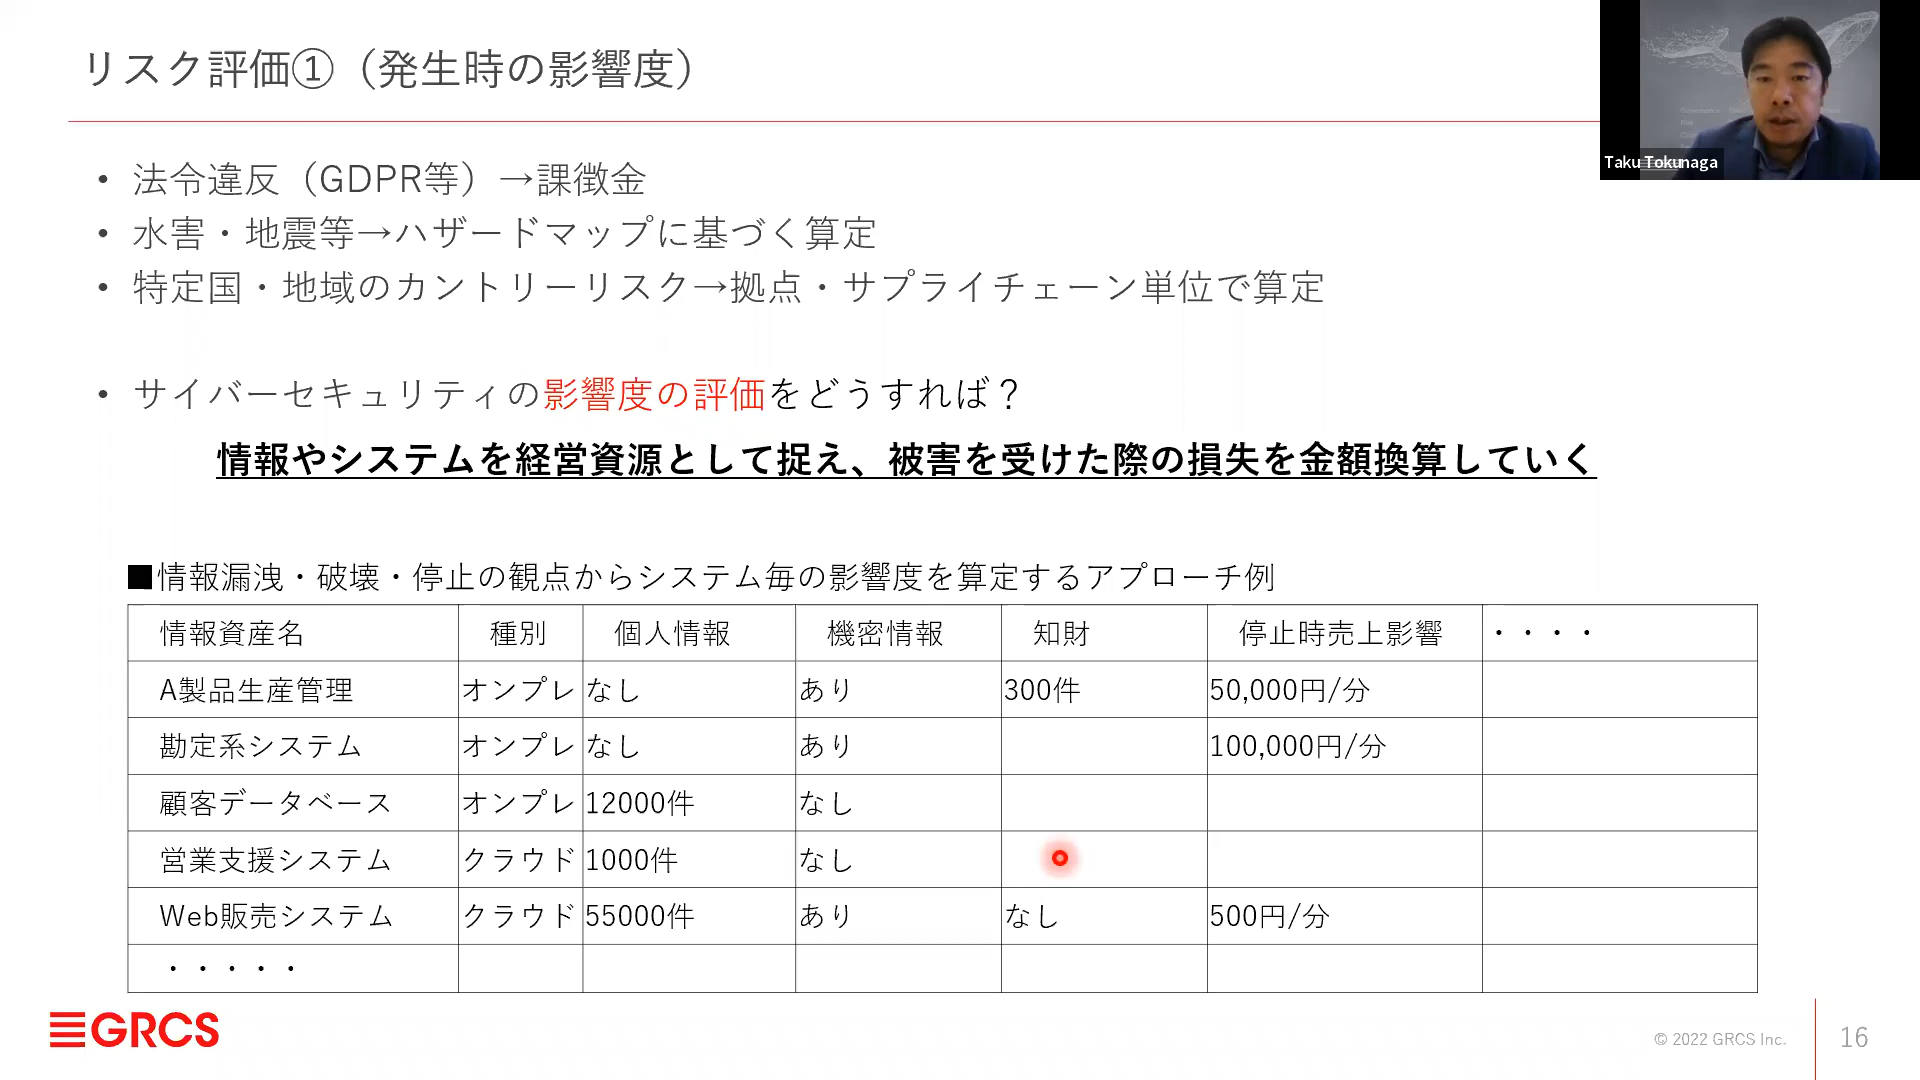 リスク評価①（発生時の影響度）
Taku Tokunaga
• 法令違反（GDPR等）→課徴金
• 水害・地震等→ハザードマップに基づく算定
• 特定国・地域のカントリーリスク→拠点・サプライチェーン単位で算定
• サイバーセキュリティの影響度の評価をどうすれば？
情報やシステムを経営資源として捉え、被害を受けた際の損失を金額換算していく
■情報漏洩・破壊・停止の観点からシステム毎の影響度を算定するアプローチ例
情報資産名 種別 個人情報 機密情報 知財 停止時売上影響 ・・・・
A製品生産管理 オンプレ なし あり 300件 50,000円/分
勘定系システム オンプレ なし あり 100,000円/分
顧客データベース オンプレ 12000件 なし
営業支援システム クラウド 1000件 なし
Web販売システム クラウド 55000件 あり なし 500円/分
・・・・・
GRCS
© 2022 GRCS Inc.
16